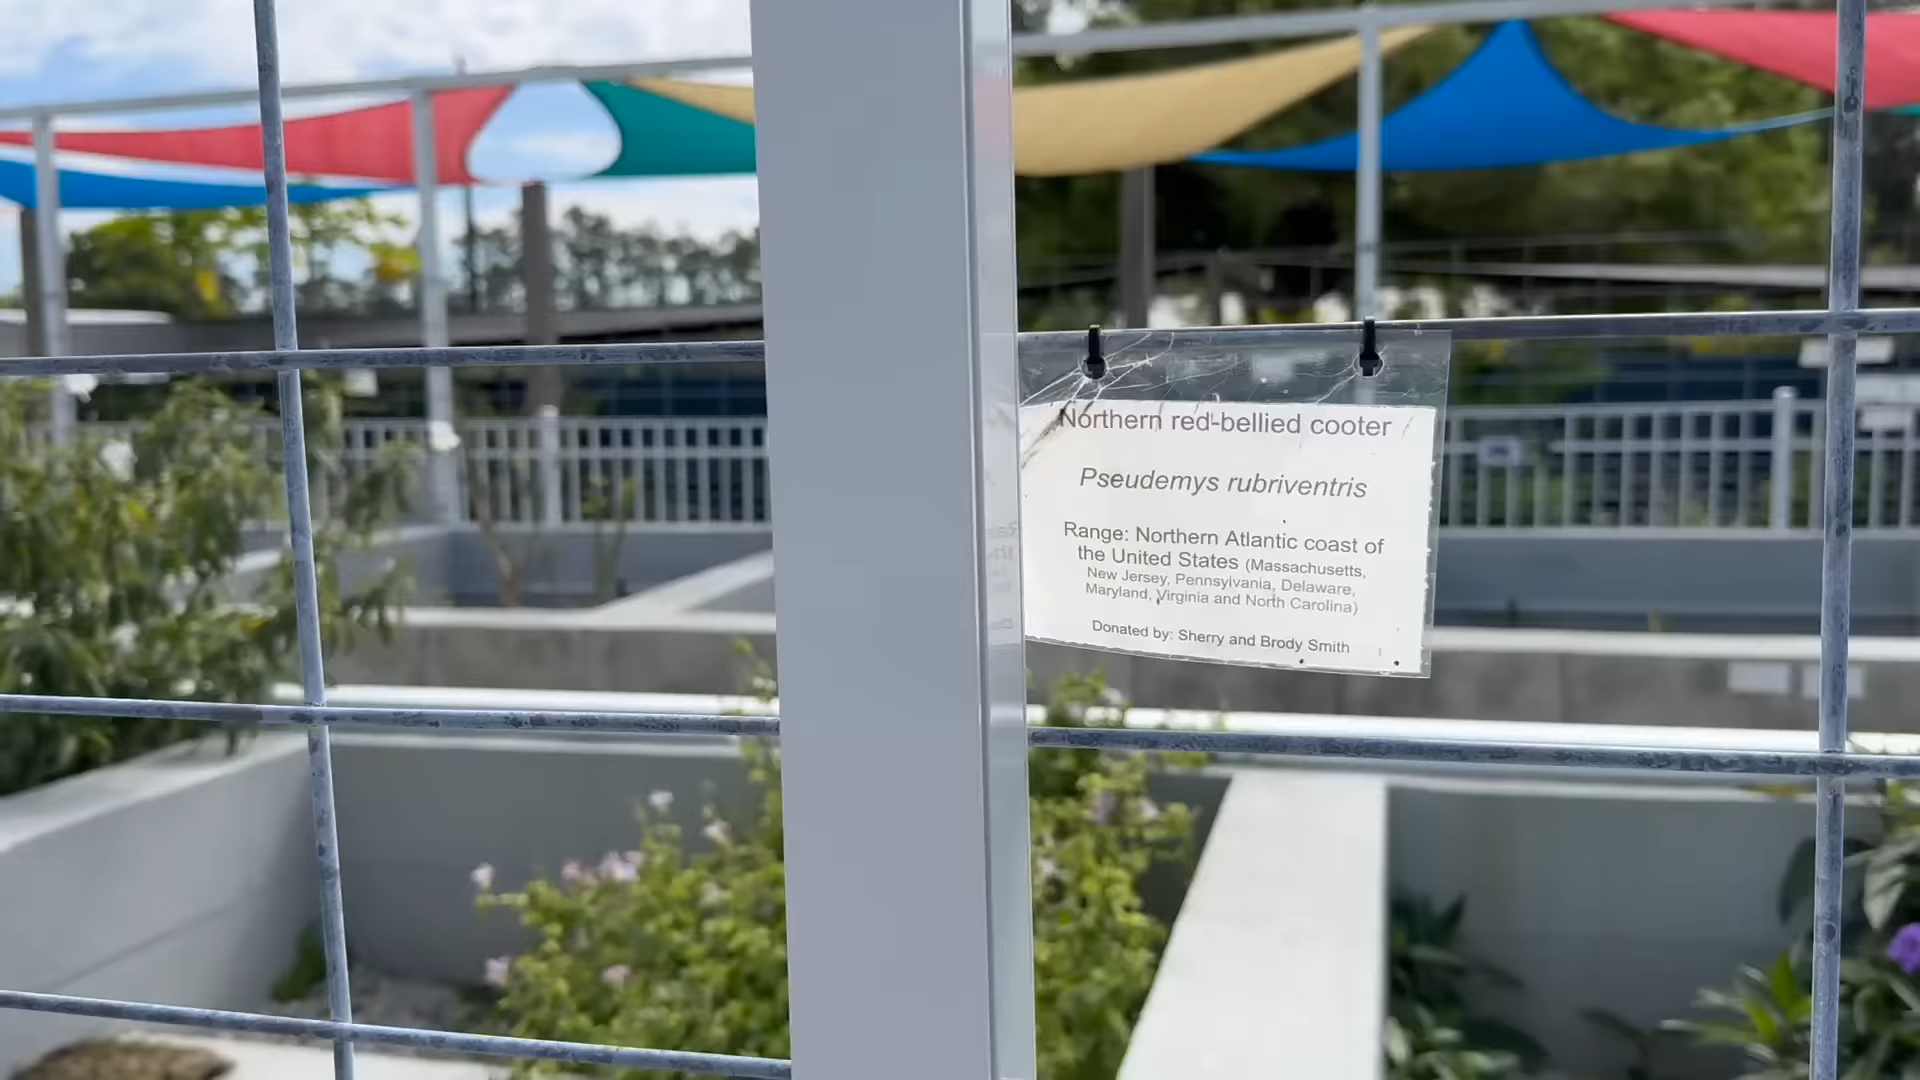 Northern red-bellied cooter
Pseudemys rubriventris
Range: Northern Atlantic coast of
the United States (Massachusetts,
New Jersey, Pennsylvania, Delaware,
Maryland, Virginia and North Carolina)
Donated by: Sherry and Brody Smith